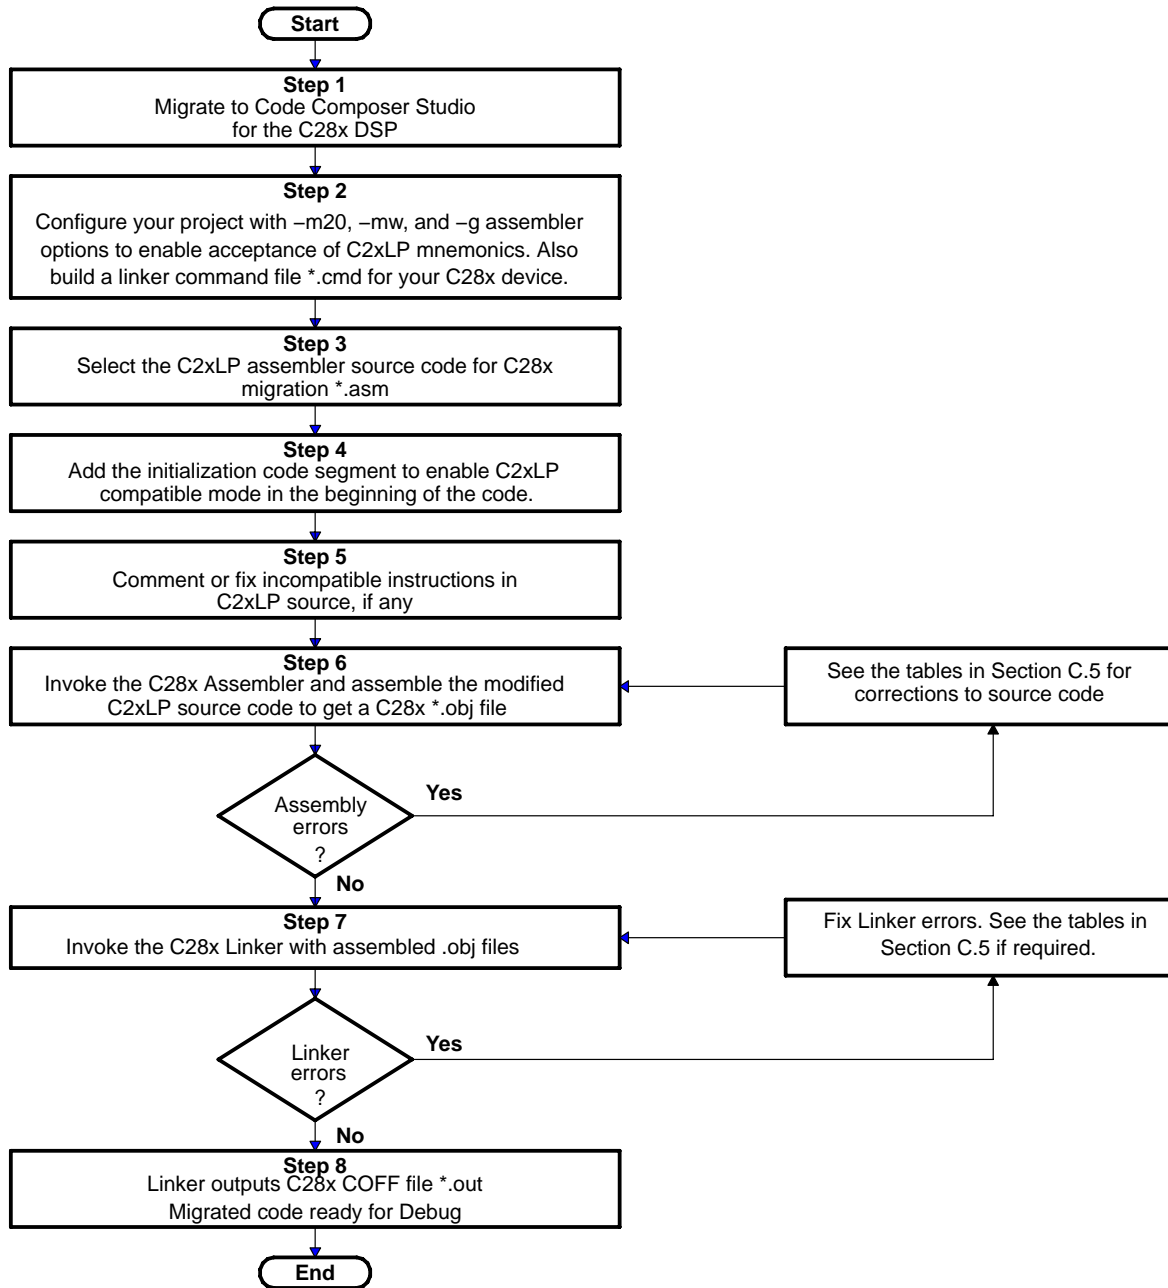 Start
Step 1
Migrate to Code Composer Studio
for the C28x DSP
Step 2
Configure your project with −m20, −mw, and −g assembler
options to enable acceptance of C2xLP mnemonics. Also
build a linker command file *.cmd for your C28x device.
Step 3
Select the C2xLP assembler source code for C28x
migration *.asm
Step 4
Add the initialization code segment to enable C2xLP
compatible mode in the beginning of the code.
Step 5
Comment or fix incompatible instructions in
C2xLP source, if any
Step 6
Invoke the C28x Assembler and assemble the modified
C2xLP source code to get a C28x *.obj file
See the tables in Section C.5 for
corrections to source code
Assembly
errors
?
Yes
No
Step 7
Invoke the C28x Linker with assembled .obj files
Fix Linker errors. See the tables in
Section C.5 if required.
Linker
errors
?
Yes
No
Step 8
Linker outputs C28x COFF file *.out
Migrated code ready for Debug
End